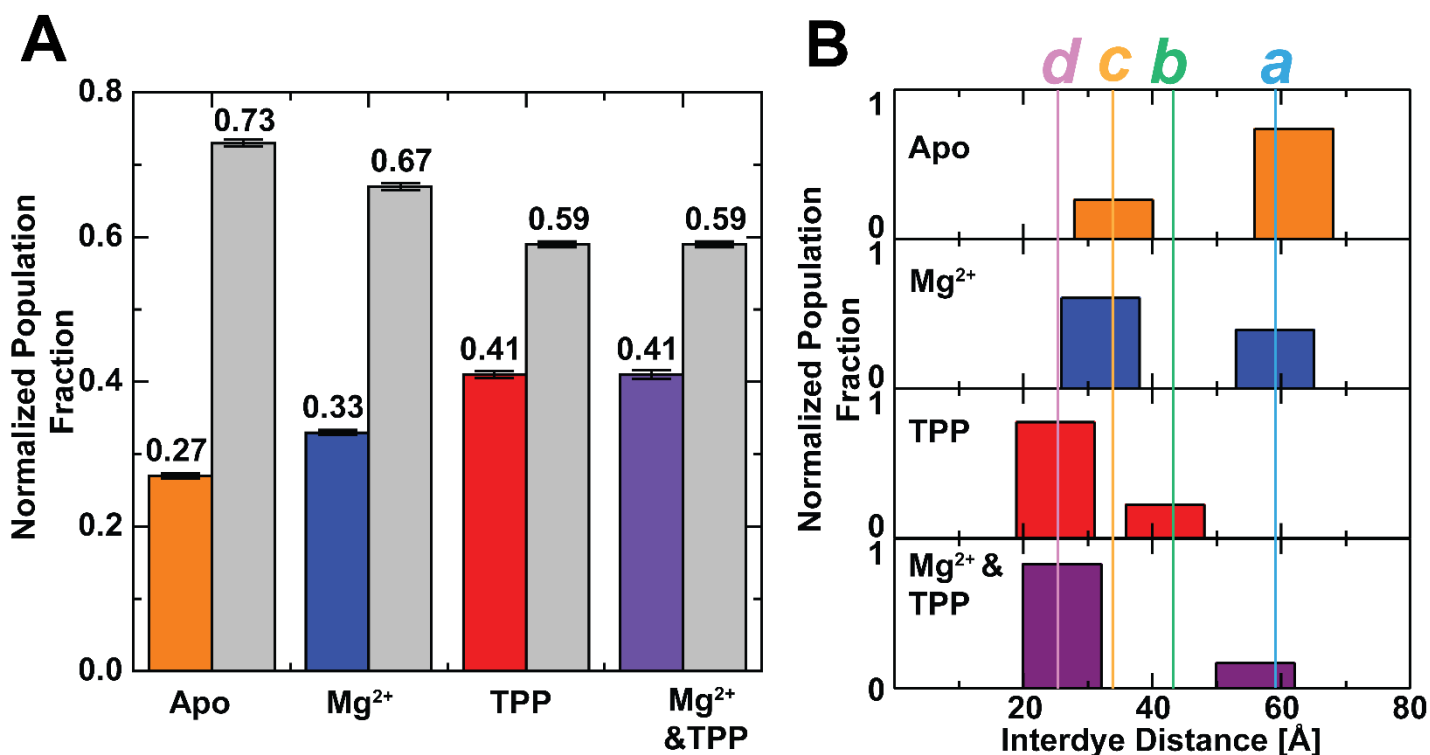 A
Normalized Population
Fraction
0.8
0.6
0.4
0.2
0.0
0.27
0.73
0.33
0.67
0.41
0.59
0.41
0.59
Apo
Mg²⁺
TPP
Mg²⁺
&TPP
B
d c b a
Normalized Population
Fraction
1
Apo
0
1
Mg²⁺
0
1
TPP
0
1
Mg²⁺ &
TPP
0
20 40 60 80
Interdye Distance [Å]